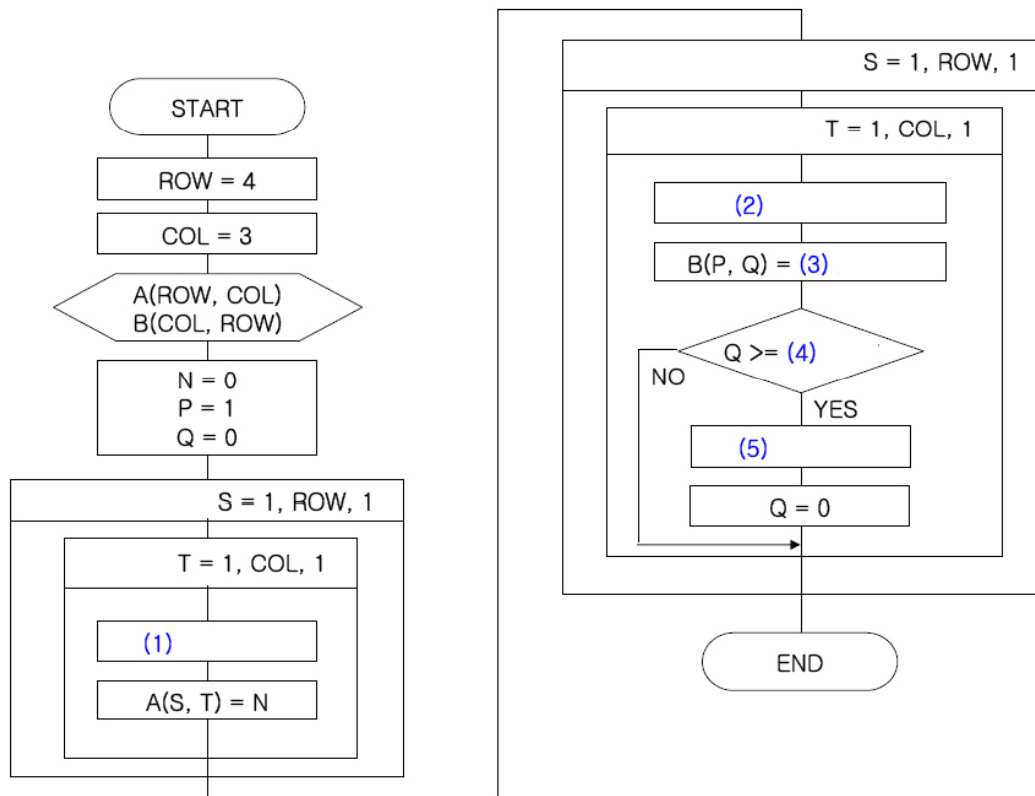 START
ROW = 4
COL = 3
A(ROW, COL)
B(COL, ROW)
N = 0
P = 1
Q = 0
S = 1, ROW, 1
T = 1, COL, 1
(1)
A(S, T) = N
S = 1, ROW, 1
T = 1, COL, 1
(2)
B(P, Q) = (3)
Q >= (4)
NO
YES
(5)
Q = 0
END